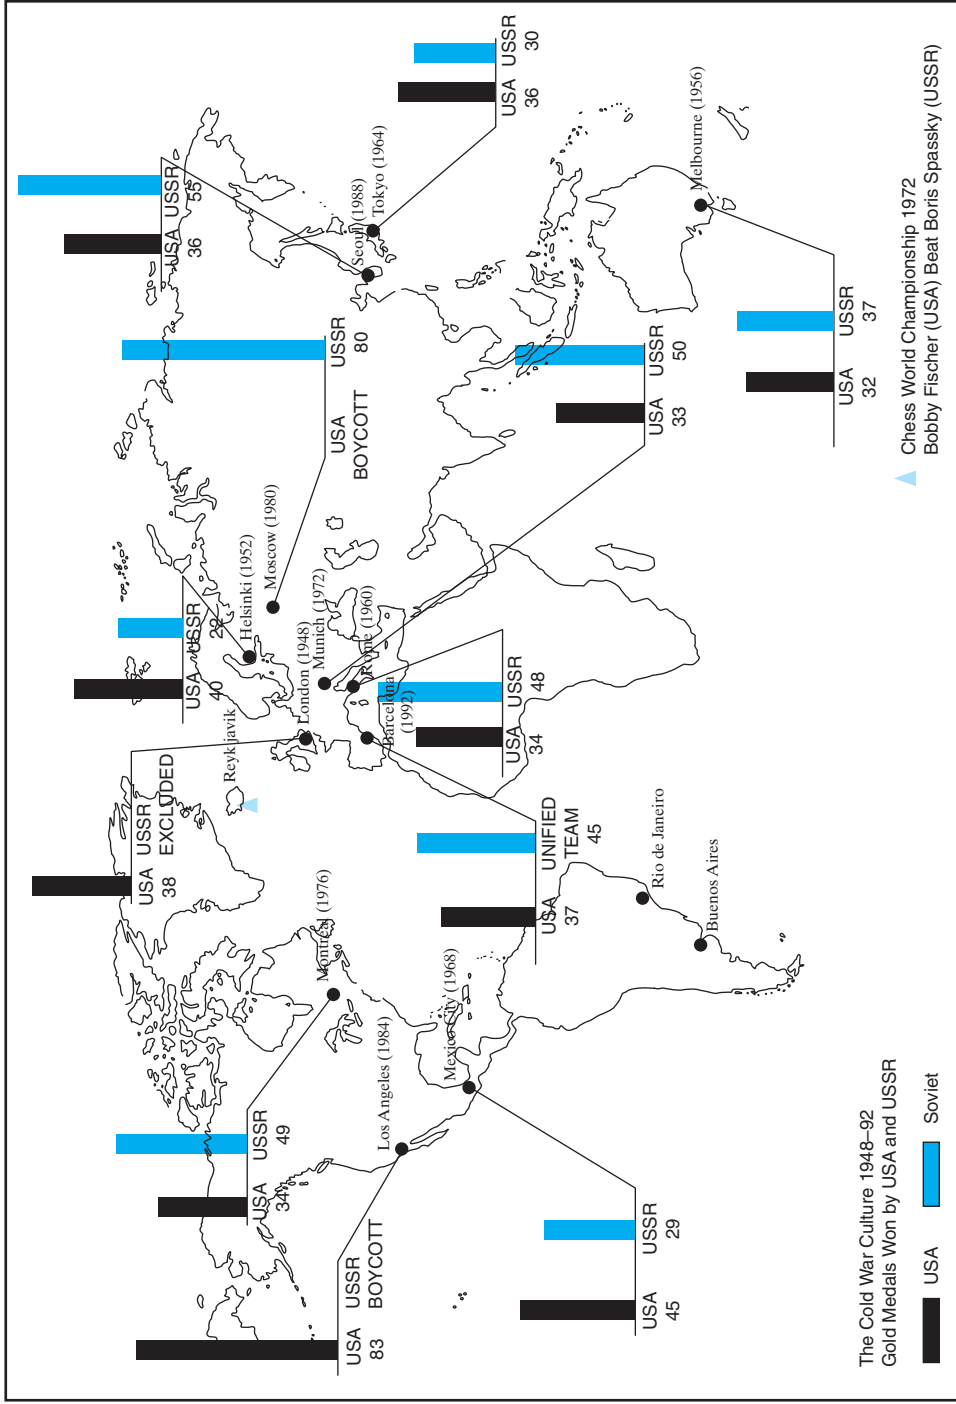 USA
83
USSR
BOYCOTT
USA
34
USSR
49
USA
38
USSR
EXCLUDED
USA
40
USSR
22
USA
BOYCOTT
USSR
80
USA
36
USSR
55
USA
36
USSR
30
USA
45
USSR
29
USA
37
UNIFIED
TEAM
45
USA
34
USSR
48
USA
33
USSR
50
USA
32
USSR
37
Los Angeles (1984)
Mexico City (1968)
Montreal (1976)
Reykjavik
London (1948)
Helsinki (1952)
Moscow (1980)
Munich (1972)
Rome (1960)
Barcelona
(1992)
Seoul (1988)
Tokyo (1964)
Melbourne (1956)
Rio de Janeiro
Buenos Aires
The Cold War Culture 1948–92
Gold Medals Won by USA and USSR
USA
Soviet
Chess World Championship 1972
Bobby Fischer (USA) Beat Boris Spassky (USSR)